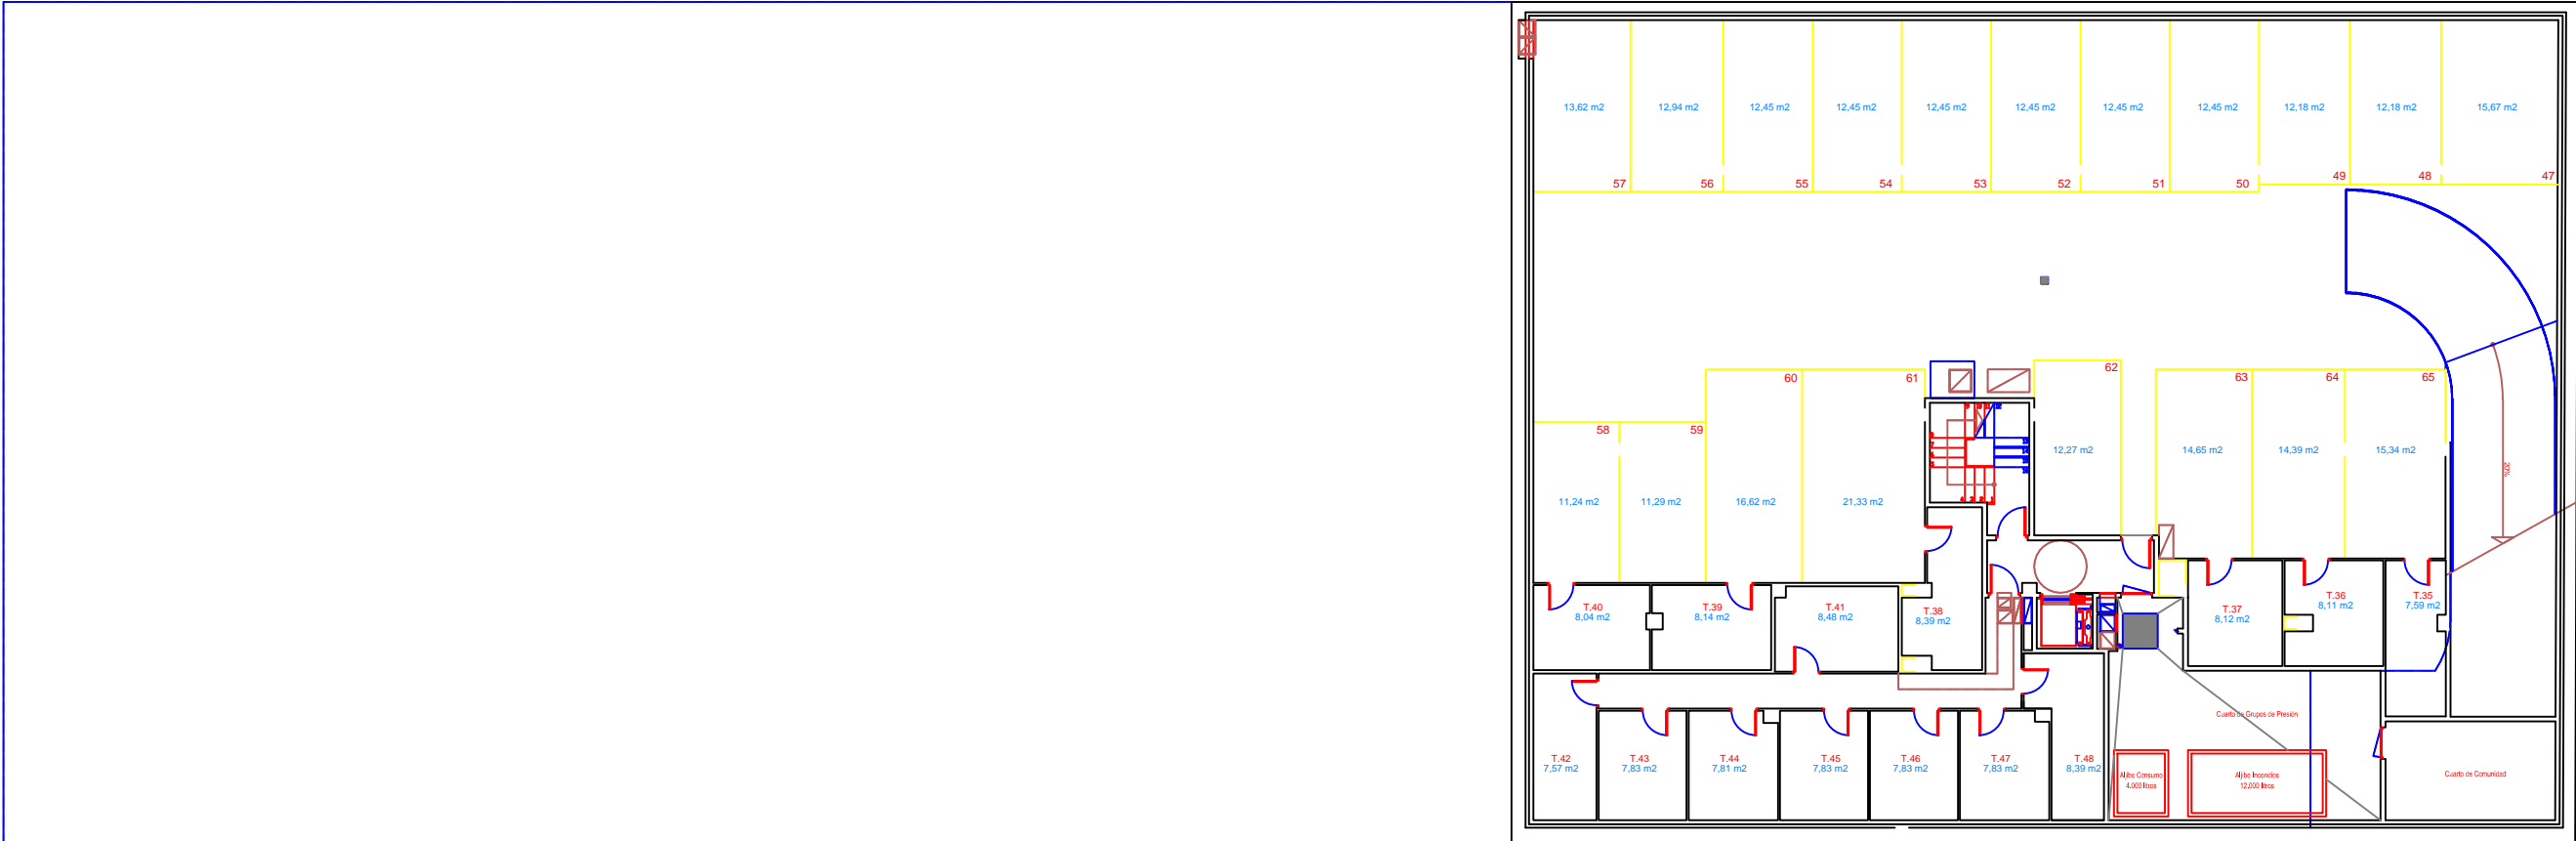 13,62 m2
12,94 m2
12,45 m2
12,45 m2
12,45 m2
12,45 m2
12,45 m2
12,45 m2
12,18 m2
12,18 m2
15,67 m2
57
56
55
54
53
52
51
50
49
48
47
60
61
62
63
64
65
58
59
12,27 m2
14,65 m2
14,39 m2
15,34 m2
20%
11,24 m2
11,29 m2
16,62 m2
21,33 m2
T.40
8,04 m2
T.39
8,14 m2
T.41
8,48 m2
T.38
8,39 m2
T.37
8,12 m2
T.36
8,11 m2
T.35
7,59 m2
Cuarto de Grupos de Presión
T.42
7,57 m2
T.43
7,83 m2
T.44
7,81 m2
T.45
7,83 m2
T.46
7,83 m2
T.47
7,83 m2
T.48
8,39 m2
Aljibe Consumo
4.000 litros
Aljibe Incendios
12.000 litros
Cuarto de Comunidad